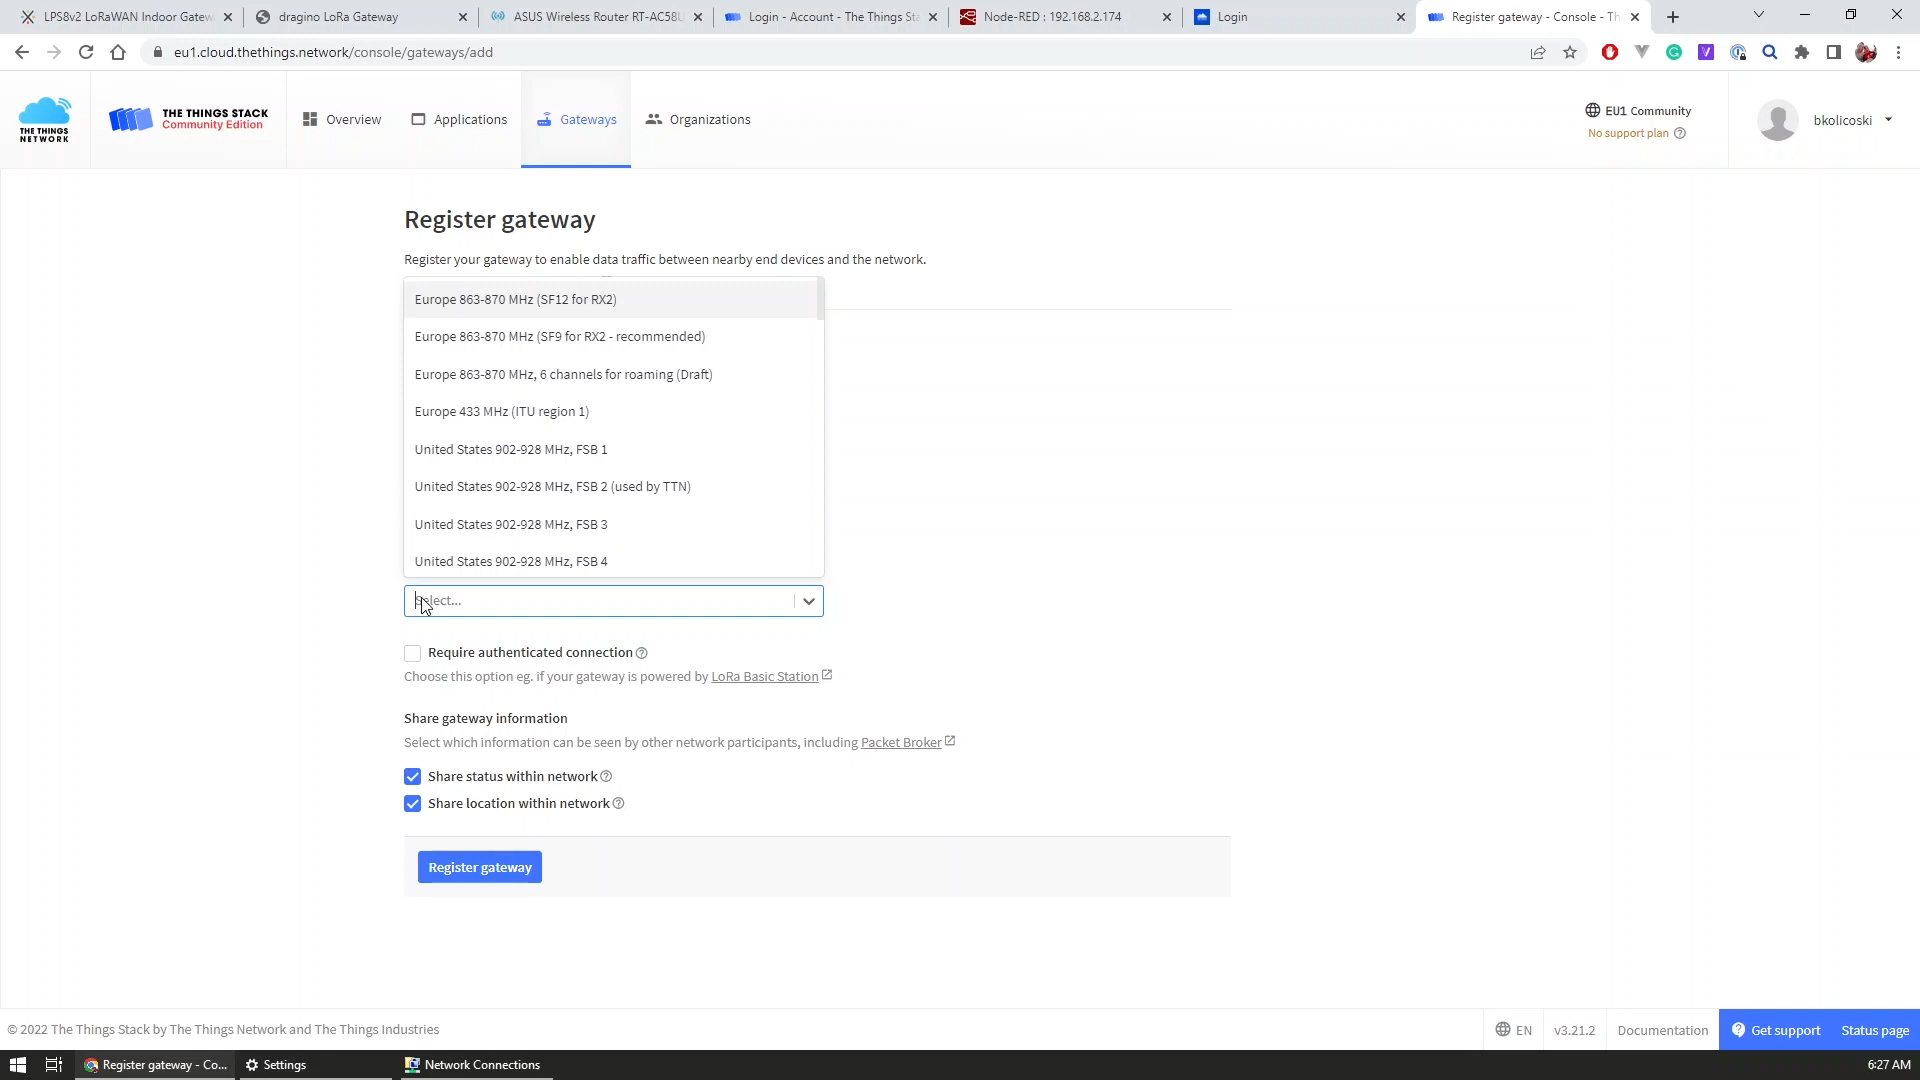 LPS8v2 LoRaWAN Indoor Gatew
dragino LoRa Gateway
ASUS Wireless Router RT-AC58U
Login - Account - The Things Sta
Node-RED : 192.168.2.174
Login
Register gateway - Console - Th
eu1.cloud.thethings.network/console/gateways/add
THE THINGS NETWORK
THE THINGS STACK
Community Edition
Overview
Applications
Gateways
Organizations
EU1 Community
No support plan
bkolicoski
Register gateway
Register your gateway to enable data traffic between nearby end devices and the network.
Europe 863-870 MHz (SF12 for RX2)
Europe 863-870 MHz (SF9 for RX2 - recommended)
Europe 863-870 MHz, 6 channels for roaming (Draft)
Europe 433 MHz (ITU region 1)
United States 902-928 MHz, FSB 1
United States 902-928 MHz, FSB 2 (used by TTN)
United States 902-928 MHz, FSB 3
United States 902-928 MHz, FSB 4
Select...
Require authenticated connection
Choose this option eg. if your gateway is powered by LoRa Basic Station
Share gateway information
Select which information can be seen by other network participants, including Packet Broker
Share status within network
Share location within network
Register gateway
© 2022 The Things Stack by The Things Network and The Things Industries
EN
v3.21.2
Documentation
Get support
Status page
Register gateway - Co...
Settings
Network Connections
6:27 AM